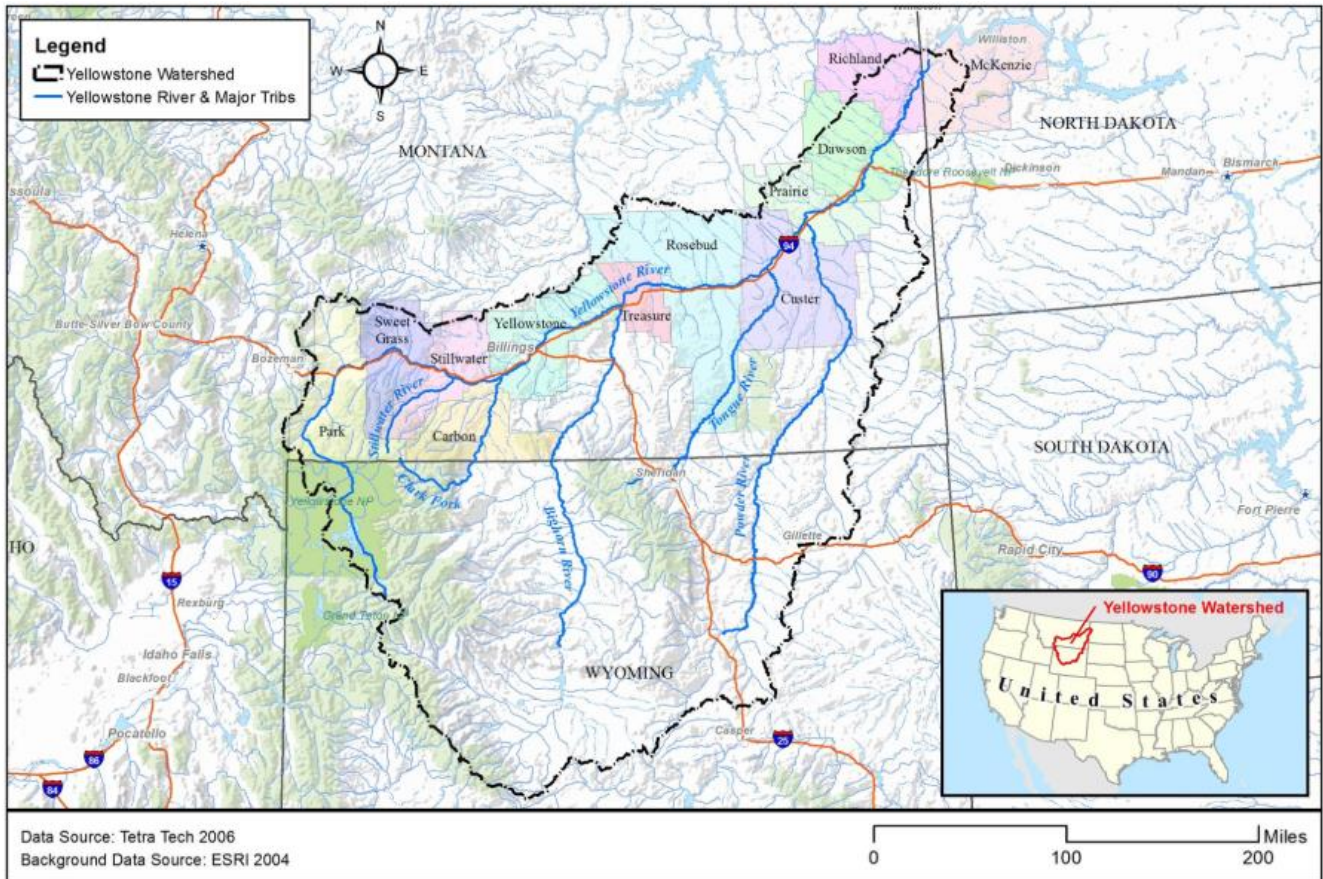 Legend
Yellowstone Watershed
Yellowstone River & Major Tribs
N
W
E
S
Richland
Williston
McKenzie
MONTANA
NORTH DAKOTA
Dawson
Theodore Roosevelt NP
Dickinson
Mandan
Bismarck
ssoula
Prairie
Helena
Rosebud
94
Yellowstone River
Custer
Butte-Silver Bow County
Sweet
Grass
Yellowstone
Treasure
Bozeman
Stillwater
Billings
Stillwater River
Tongue River
Park
Carbon
SOUTH DAKOTA
Sheridan
Clark Fork
Yellowstone NP
Powder River
Fort Pierre
HO
Bighorn River
Gillette
Rapid City
15
90
Rexburg
Grand Teton
Idaho Falls
Blackfoot
WYOMING
Pocatello
Casper
25
86
84
Yellowstone Watershed
United States
Data Source: Tetra Tech 2006
Background Data Source: ESRI 2004
Miles
0
100
200